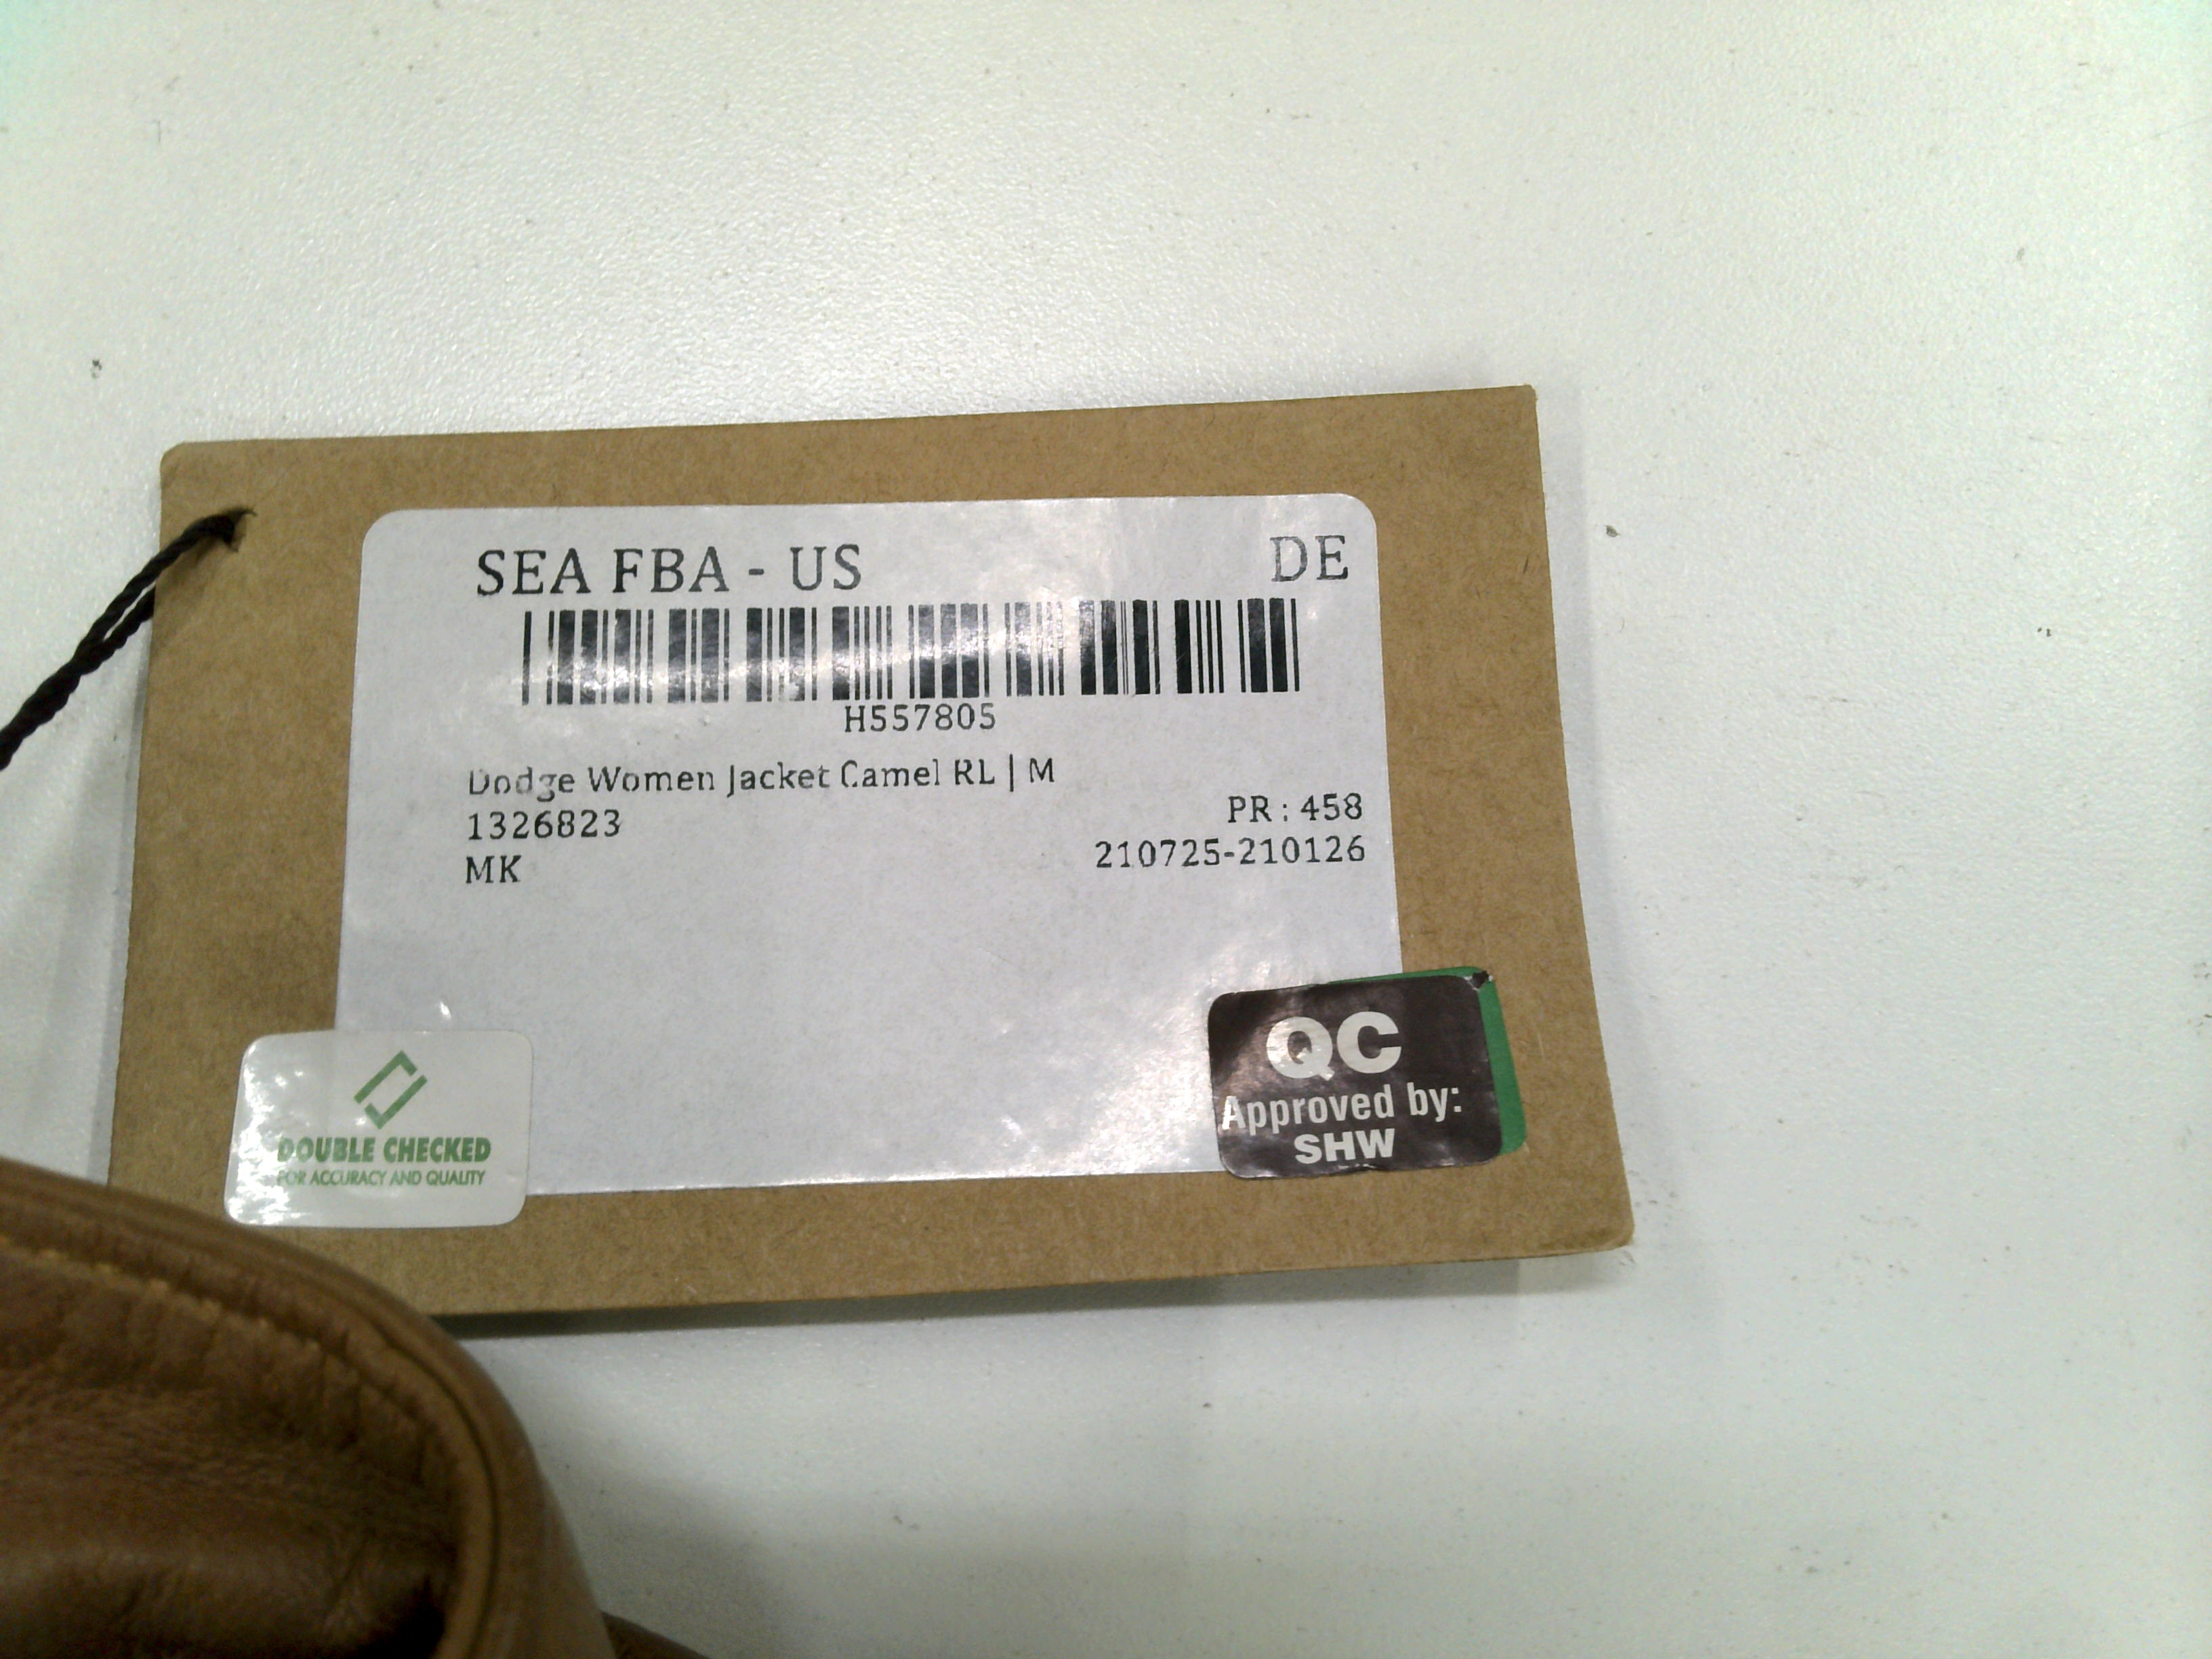 SEA FBA - US DE
H557805
Dodge Women Jacket Camel RL | M
1326823 PR : 458
MK 210725-210126
DOUBLE CHECKED
FOR ACCURACY AND QUALITY
QC
Approved by:
SHW